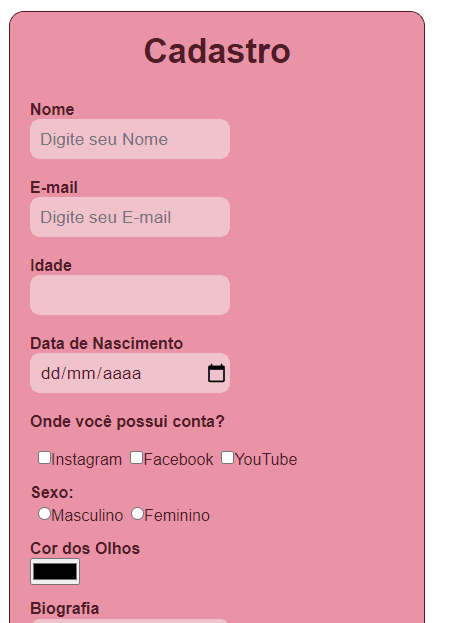 Cadastro
Nome
Digite seu Nome
E-mail
Digite seu E-mail
Idade
Data de Nascimento
dd/mm/aaaa
Onde você possui conta?
Instagram Facebook YouTube
Sexo:
Masculino Feminino
Cor dos Olhos
Biografia